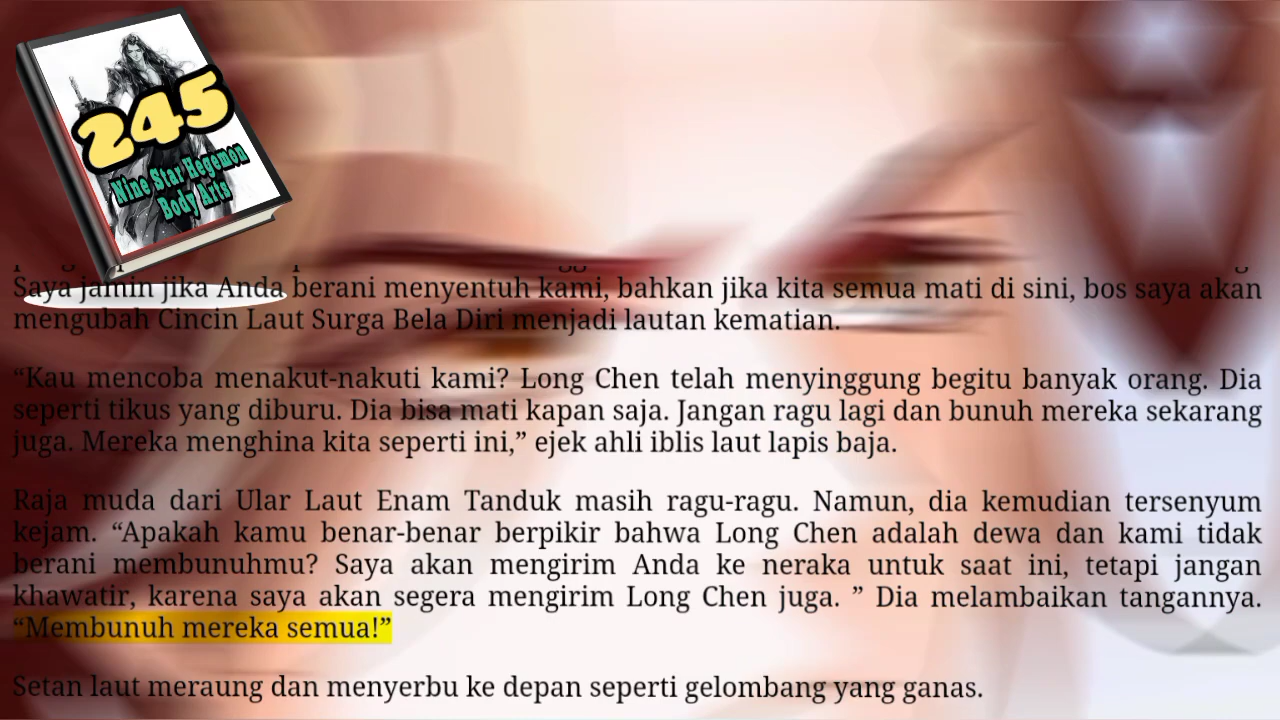 245
Nine Star Hegemon
Body Arts
Saya jamin jika Anda berani menyentuh kami, bahkan jika kita semua mati di sini, bos saya akan
mengubah Cincin Laut Surga Bela Diri menjadi lautan kematian.
“Kau mencoba menakut-nakuti kami? Long Chen telah menyinggung begitu banyak orang. Dia
seperti tikus yang diburu. Dia bisa mati kapan saja. Jangan ragu lagi dan bunuh mereka sekarang
juga. Mereka menghina kita seperti ini,” ejek ahli iblis laut lapis baja.
Raja muda dari Ular Laut Enam Tanduk masih ragu-ragu. Namun, dia kemudian tersenyum
kejam. “Apakah kamu benar-benar berpikir bahwa Long Chen adalah dewa dan kami tidak
berani membunuhmu? Saya akan mengirim Anda ke neraka untuk saat ini, tetapi jangan
khawatir, karena saya akan segera mengirim Long Chen juga. ” Dia melambaikan tangannya.
“Membunuh mereka semua!”
Setan laut meraung dan menyerbu ke depan seperti gelombang yang ganas.